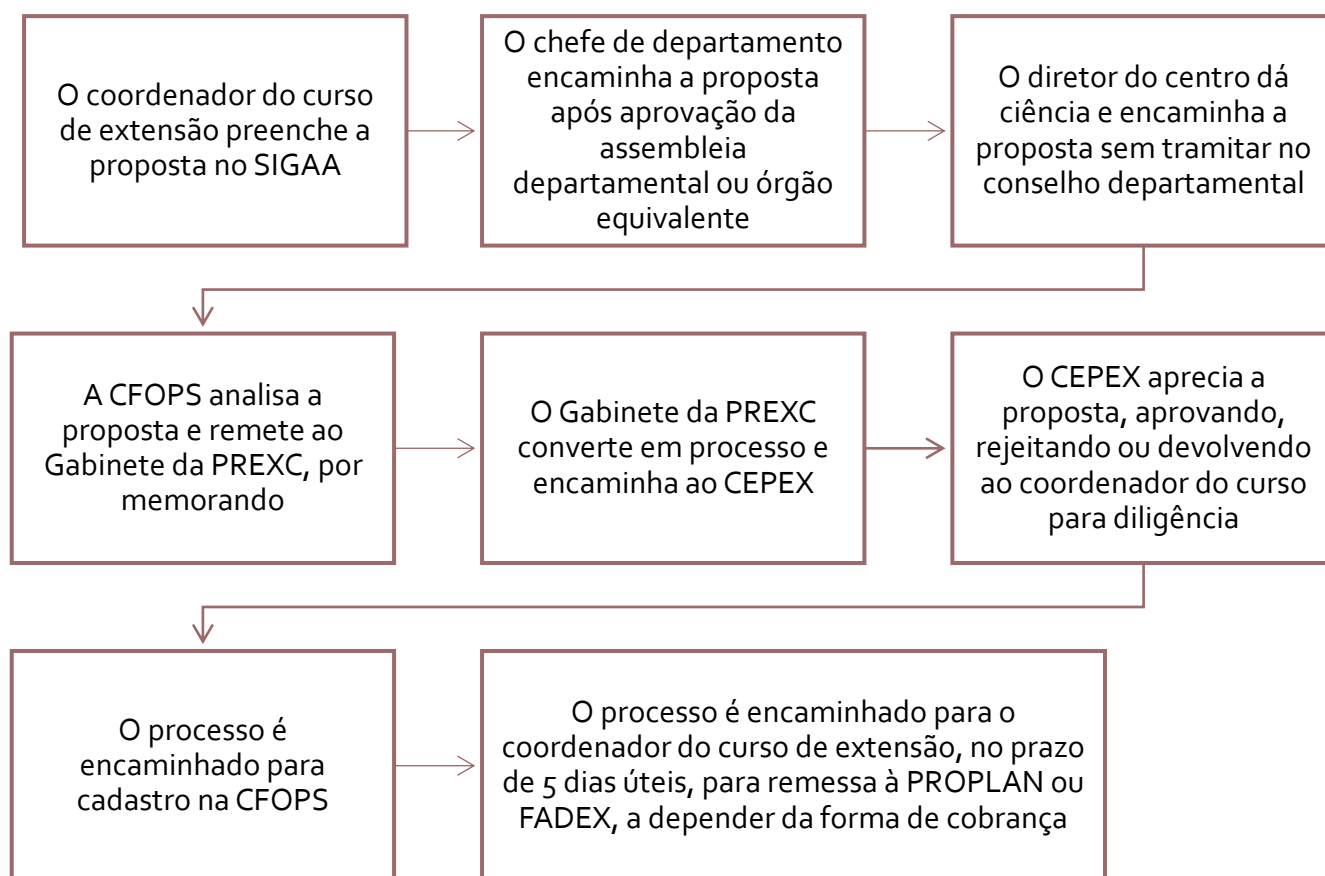 O coordenador do curso
de extensão preenche a
proposta no SIGAA
O chefe de departamento
encaminha a proposta
após aprovação da
assembleia
departamental ou órgão
equivalente
O diretor do centro dá
ciência e encaminha a
proposta sem tramitar no
conselho departamental
A CFOPS analisa a
proposta e remete ao
Gabinete da PREXC, por
memorando
O Gabinete da PREXC
converte em processo e
encaminha ao CEPEX
O CEPEX aprecia a
proposta, aprovando,
rejeitando ou devolvendo
ao coordenador do curso
para diligência
O processo é
encaminhado para
cadastro na CFOPS
O processo é encaminhado para o
coordenador do curso de extensão, no prazo
de 5 dias úteis, para remessa à PROPLAN ou
FADEX, a depender da forma de cobrança